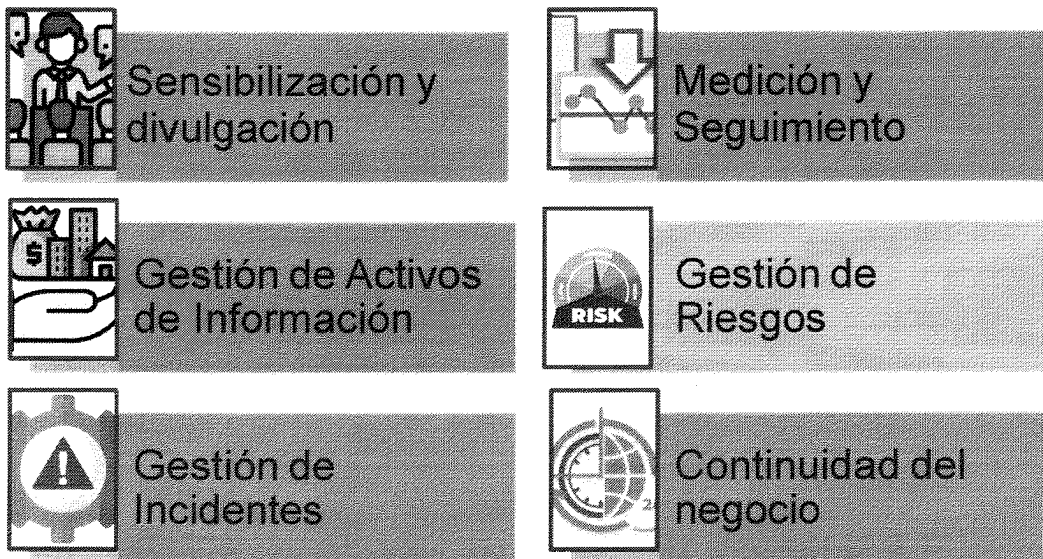 Sensibilización y
divulgación
Medición y
Seguimiento
$
Gestión de Activos
de Información
RISK
Gestión de
Riesgos
Gestión de
Incidentes
Continuidad del
negocio